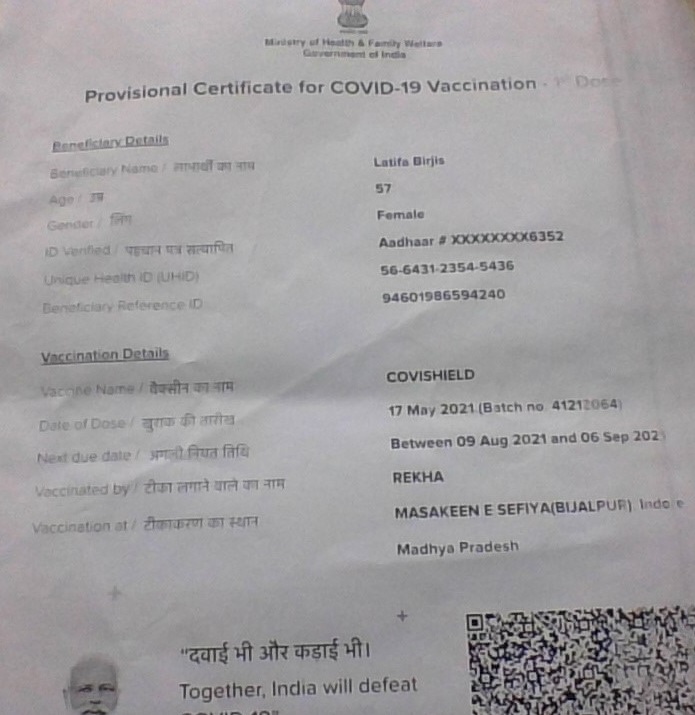 Ministry of Health & Family Welfare
Government of India
Provisional Certificate for COVID-19 Vaccination - 1st Dose
Beneficiary Details
Beneficiary Name / लाभार्थी का नाम Latifa Birjis
Age / उम्र 57
Gender / लिंग Female
ID Verified / पहचान पत्र सत्यापित Aadhaar # XXXXXXXX6352
Unique Health ID (UHID) 56-6431-2354-5436
Beneficiary Reference ID 94601986594240
Vaccination Details
Vaccine Name / वैक्सीन का नाम COVISHIELD
Date of Dose / खुराक की तारीख 17 May 2021 (Batch no. 41212064)
Next due date / अगली नियत तिथि Between 09 Aug 2021 and 06 Sep 2021
Vaccinated by / टीका लगाने वाले का नाम REKHA
Vaccination at / टीकाकरण का स्थान MASAKEEN E SEFIYA(BIJALPUR), Indore
Madhya Pradesh
"दवाई भी और कड़ाई भी।
Together, India will defeat
COVID-19"